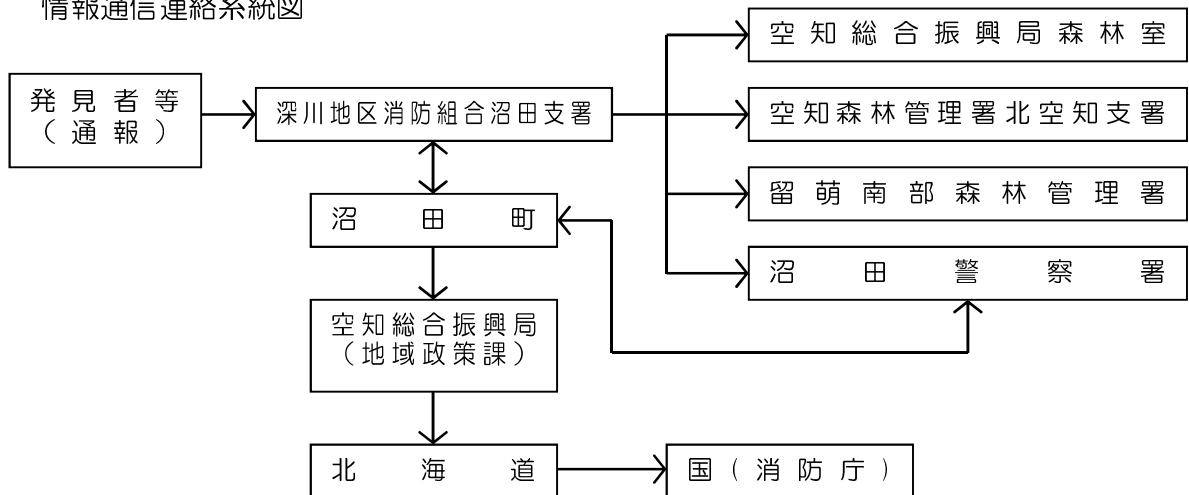 情報通信連絡系統図
発見者等
(通報)
深川地区消防組合沼田支署
空知総合振興局森林室
空知森林管理署北空知支署
留萌南部森林管理署
沼田警察署
沼田町
空知総合振興局
(地域政策課)
北海道
国(消防庁)